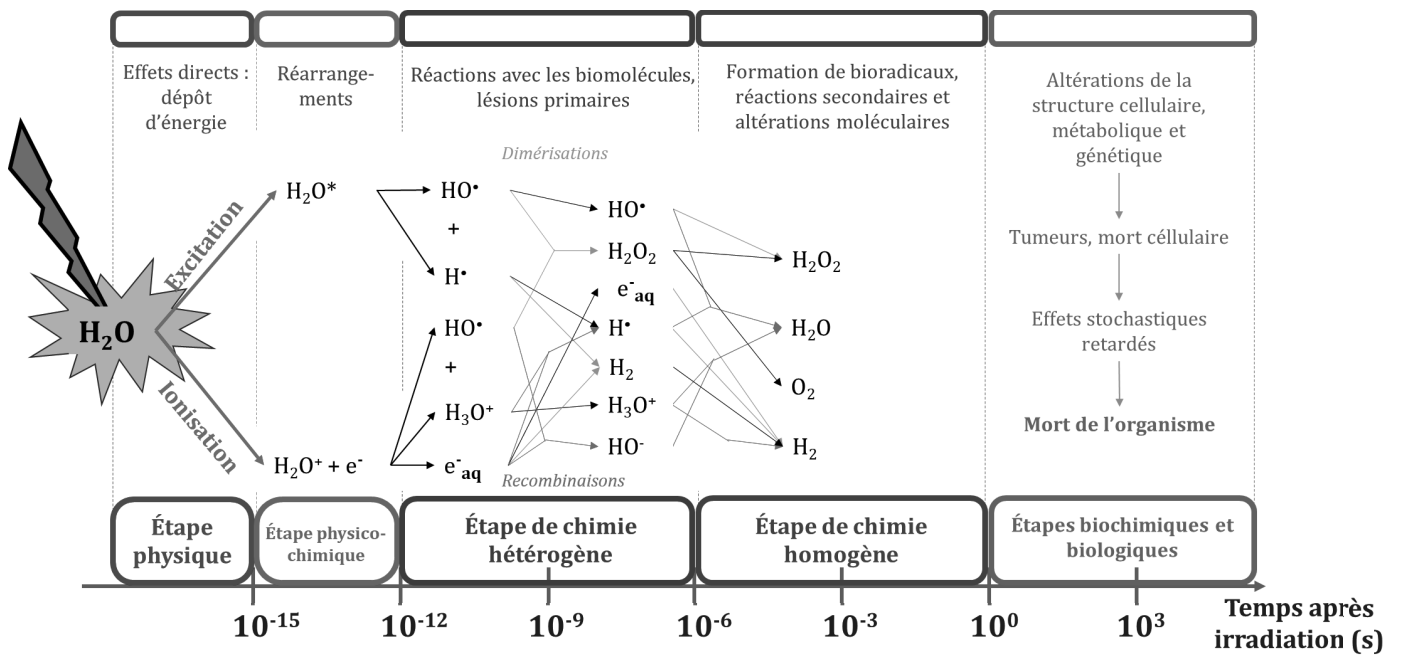 Effets directs :
dépôt
d’énergie
Réarrange-
ments
Réactions avec les biomolécules,
lésions primaires
Formation de bioradicaux,
réactions secondaires et
altérations moléculaires
Altérations de la
structure cellulaire,
métabolique et
génétique
Tumeurs, mort céllulaire
Effets stochastiques
retardés
Mort de l’organisme
Dimérisations
H₂O
Excitation
Ionisation
H₂O*
H₂O⁺ + e⁻
HO•
+
H•
HO•
+
H₃O⁺
e⁻aq
HO•
H₂O₂
e⁻aq
H•
H₂
H₃O⁺
HO⁻
Recombinaisons
H₂O₂
H₂O
O₂
H₂
Étape
physique
Étape physico-
chimique
Étape de chimie
hétérogène
Étape de chimie
homogène
Étapes biochimiques et
biologiques
10⁻¹⁵
10⁻¹²
10⁻⁹
10⁻⁶
10⁻³
10⁰
10³
Temps après
irradiation (s)